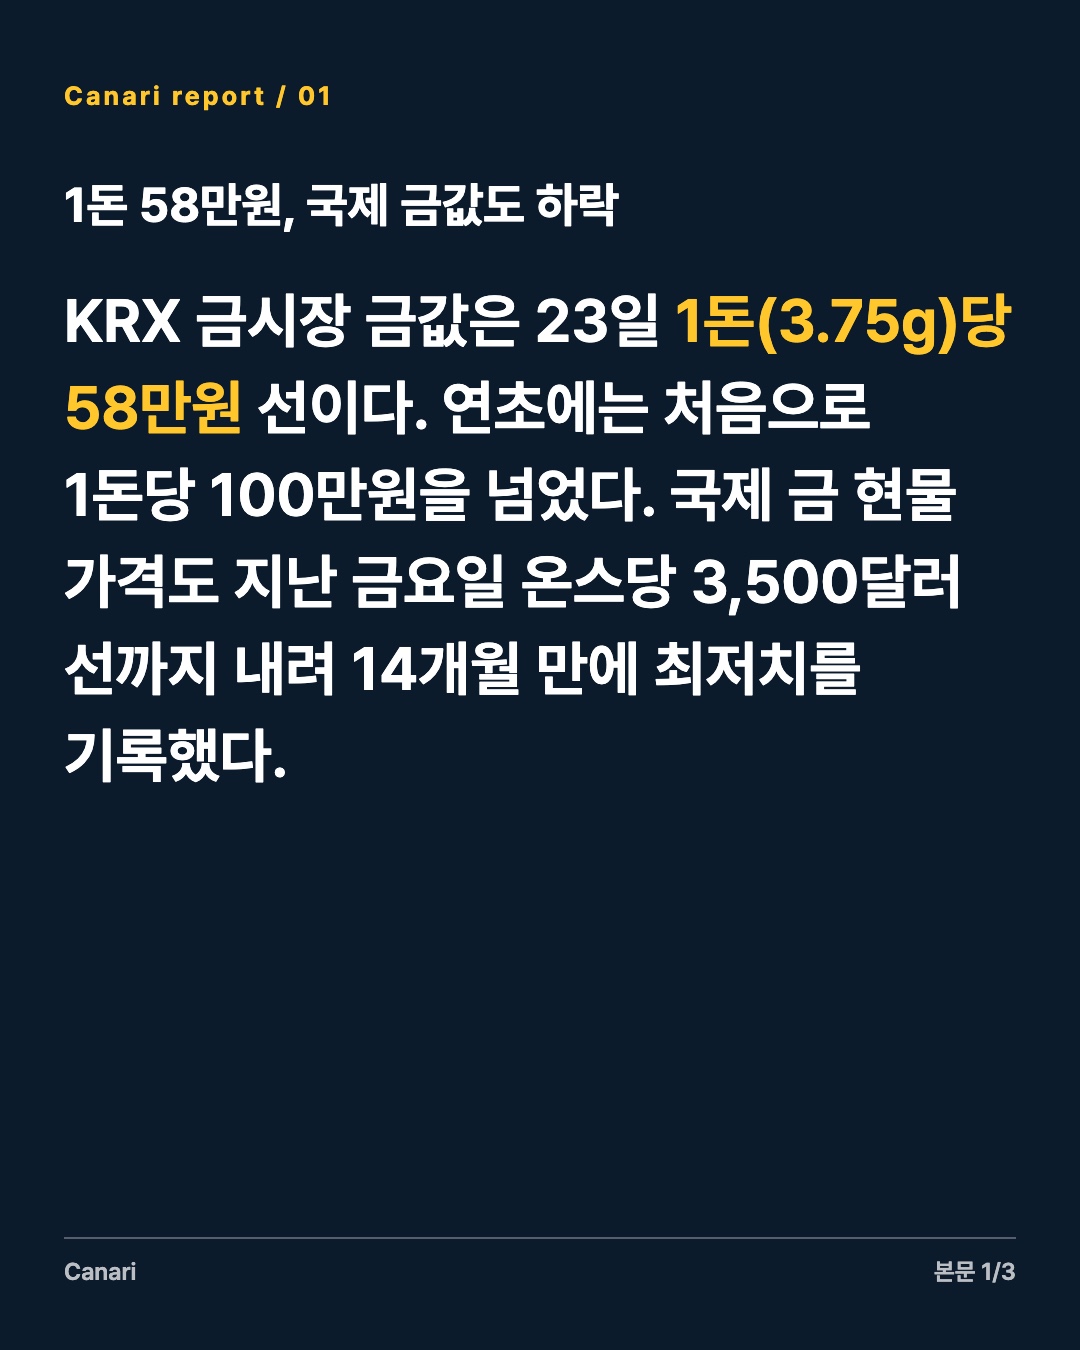 Canari report / 01
1돈 58만원, 국제 금값도 하락
KRX 금시장 금값은 23일 1돈(3.75g)당
58만원 선이다. 연초에는 처음으로
1돈당 100만원을 넘었다. 국제 금 현물
가격도 지난 금요일 온스당 3,500달러
선까지 내려 14개월 만에 최저치를
기록했다.
Canari
본문 1/3